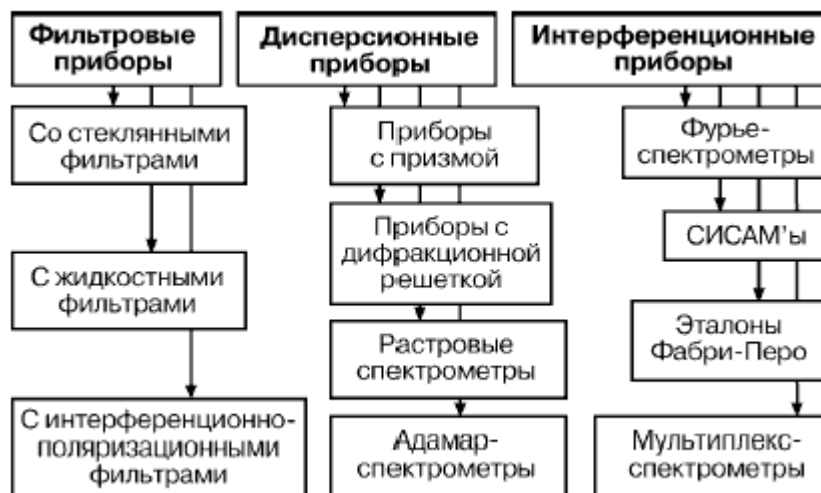 Фильтровые
приборы
Со стеклянными
фильтрами
С жидкостными
фильтрами
С интерференционно-
поляризационными
фильтрами
Дисперсионные
приборы
Приборы
с призмой
Приборы с
дифракционной
решеткой
Растровые
спектрометры
Адамар-
спектрометры
Интерференционные
приборы
Фурье-
спектрометры
СИСАМ'ы
Эталоны
Фабри-Перо
Мультиплекс-
спектрометры